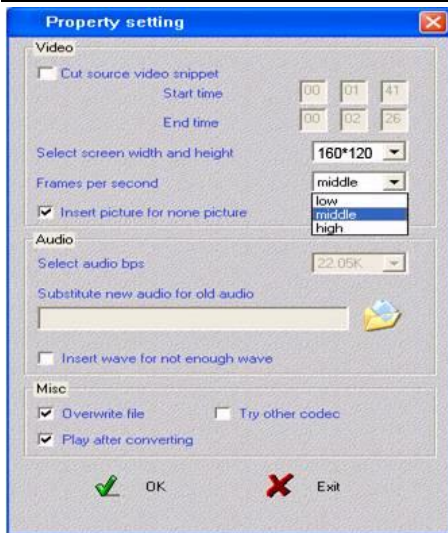 Property setting
Video
Cut source video snippet
Start time 00 01 41
End time 00 02 26
Select screen width and height 160*120
Frames per second middle
low
middle
high
Insert picture for none picture
Audio
Select audio bps 22.05K
Substitute new audio for old audio
Insert wave for not enough wave
Misc
Overwrite file Try other codec
Play after converting
OK Exit